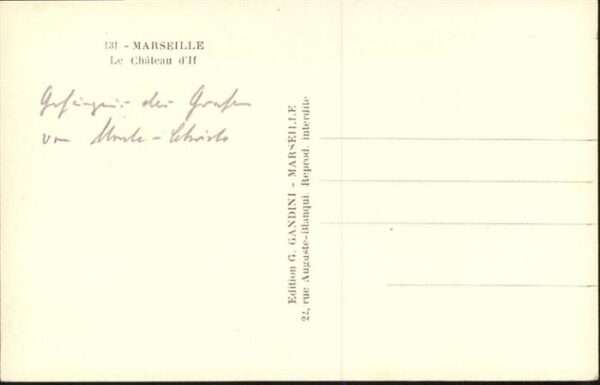 131 - MARSEILLE
Le Château d'If
Gefängnis des Grafen
von Monte-Christo
Edition G. GANDINI - MARSEILLE
22, rue Auguste-Blanqui Reprod. interdite